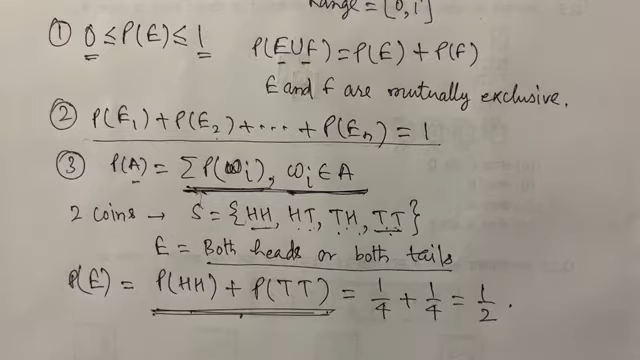 Range = [0, 1]
① 0 ≤ P(E) ≤ 1 P(E∪F) = P(E) + P(F)
E and F are mutually exclusive.
② P(E₁) + P(E₂) + ··· + P(Eₙ) = 1
③ P(A) = ∑ P(ωᵢ), ωᵢ ∈ A
2 coins → S = {HH, HT, TH, TT}
E = Both heads or both tails
P(E) = P(HH) + P(TT) = 1/4 + 1/4 = 1/2 .